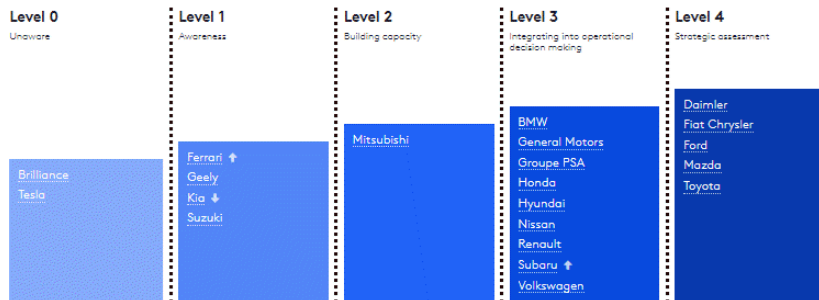 Level 0
Unaware
Brilliance
Tesla
Level 1
Awareness
Ferrari ↑
Geely
Kia ↓
Suzuki
Level 2
Building capacity
Mitsubishi
Level 3
Integrating into operational
decision making
BMW
General Motors
Groupe PSA
Honda
Hyundai
Nissan
Renault
Subaru ↑
Volkswagen
Level 4
Strategic assessment
Daimler
Fiat Chrysler
Ford
Mazda
Toyota